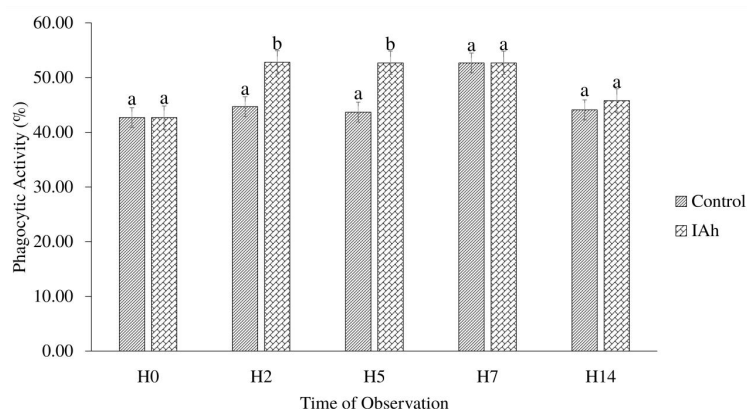 60.00
50.00
40.00
30.00
20.00
10.00
0.00
Phagocytic Activity (%)
a a
a b
a b
a a
a a
H0 H2 H5 H7 H14
Time of Observation
Control
IAh